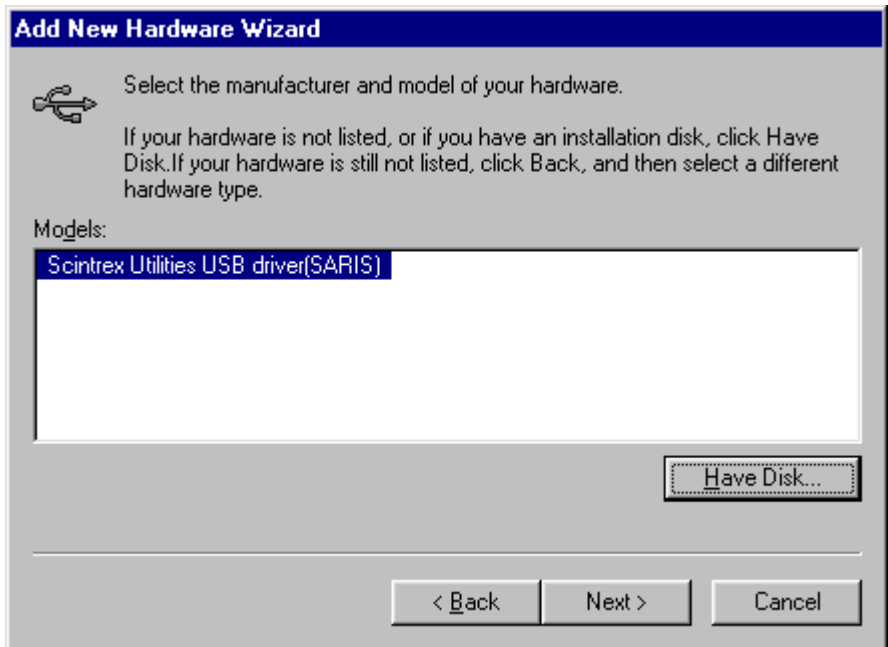 Add New Hardware Wizard
Select the manufacturer and model of your hardware.
If your hardware is not listed, or if you have an installation disk, click Have
Disk.If your hardware is still not listed, click Back, and then select a different
hardware type.
Models:
Scintrex Utilities USB driver(SARIS)
Have Disk...
< Back
Next >
Cancel